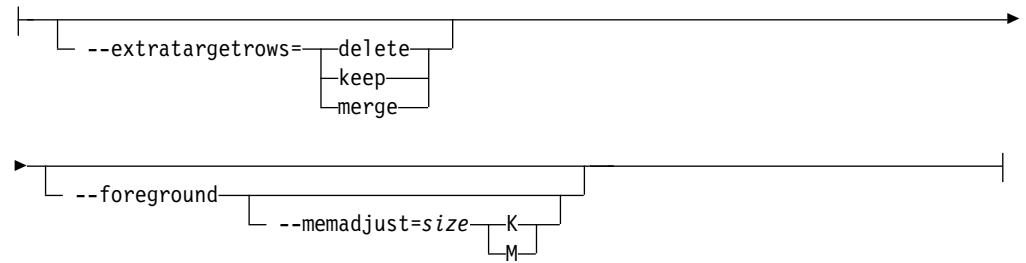 --extratargetrows= delete
keep
merge
--foreground
--memadjust=size K
M